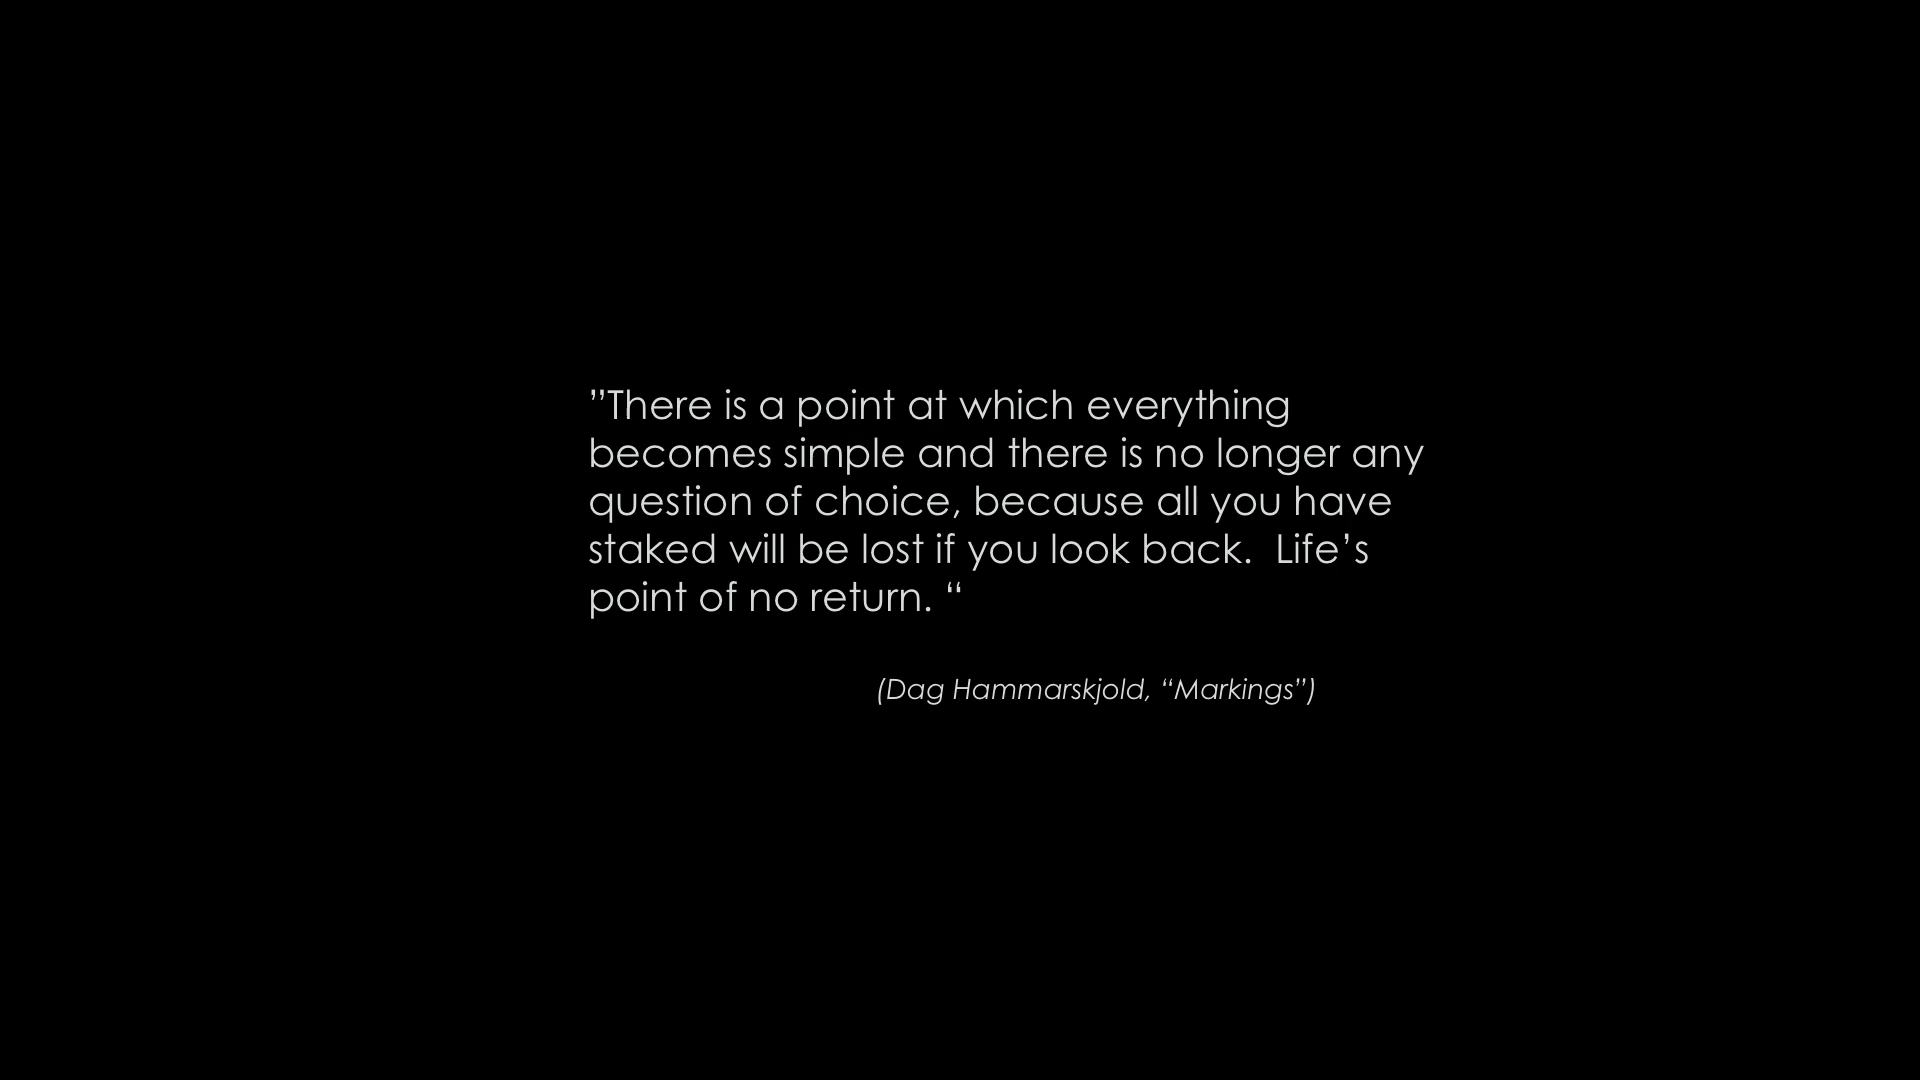 ”There is a point at which everything
becomes simple and there is no longer any
question of choice, because all you have
staked will be lost if you look back.  Life’s
point of no return. “
(Dag Hammarskjold, “Markings”)